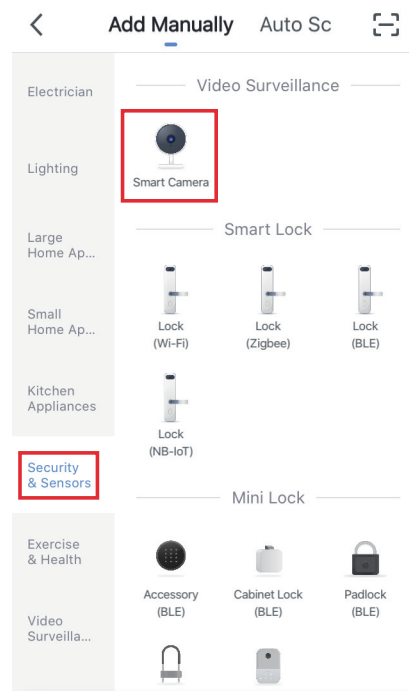 Add Manually Auto Sc
Electrician
Lighting
Large
Home Ap...
Small
Home Ap...
Kitchen
Appliances
Security
& Sensors
Exercise
& Health
Video
Surveilla...
Video Surveillance
Smart Camera
Smart Lock
Lock
(Wi-Fi)
Lock
(Zigbee)
Lock
(BLE)
Lock
(NB-IoT)
Mini Lock
Accessory
(BLE)
Cabinet Lock
(BLE)
Padlock
(BLE)